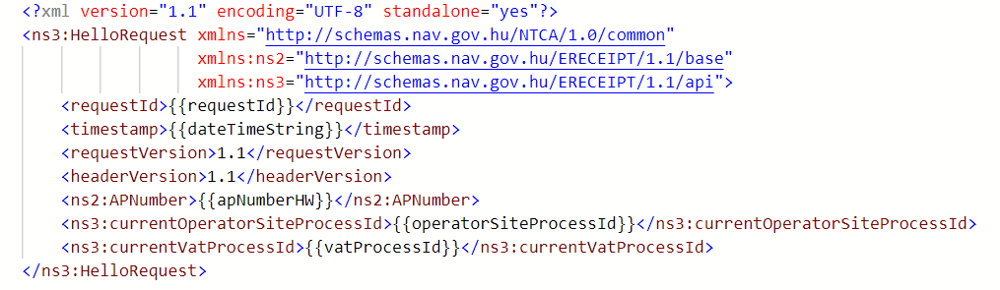 <?xml version="1.1" encoding="UTF-8" standalone="yes"?>
<ns3:HelloRequest xmlns="http://schemas.nav.gov.hu/NTCA/1.0/common"
xmlns:ns2="http://schemas.nav.gov.hu/ERECEIPT/1.1/base"
xmlns:ns3="http://schemas.nav.gov.hu/ERECEIPT/1.1/api">
<requestId>{{requestId}}</requestId>
<timestamp>{{dateTimeString}}</timestamp>
<requestVersion>1.1</requestVersion>
<headerVersion>1.1</headerVersion>
<ns2:APNumber>{{apNumberHW}}</ns2:APNumber>
<ns3:currentOperatorSiteProcessId>{{operatorSiteProcessId}}</ns3:currentOperatorSiteProcessId>
<ns3:currentVatProcessId>{{vatProcessId}}</ns3:currentVatProcessId>
</ns3:HelloRequest>